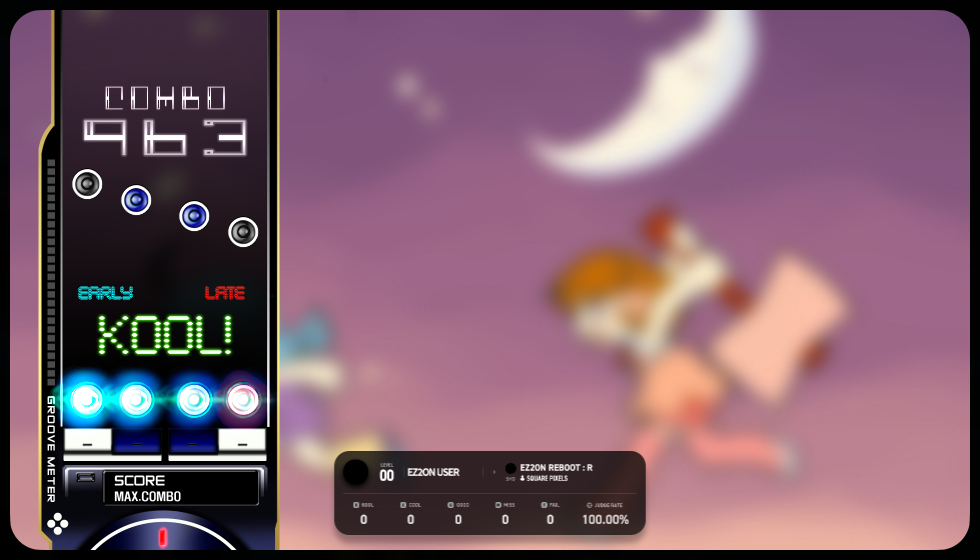 COMBO
963
EARLY LATE
KOOL!
GROOVE METER
SCORE
MAX.COMBO
LEVEL
00
EZ2ON USER
EZ2ON REBOOT : R
SQUARE PIXELS
KOOL COOL GOOD MISS FAIL JUDGE RATE
0 0 0 0 0 100.00%